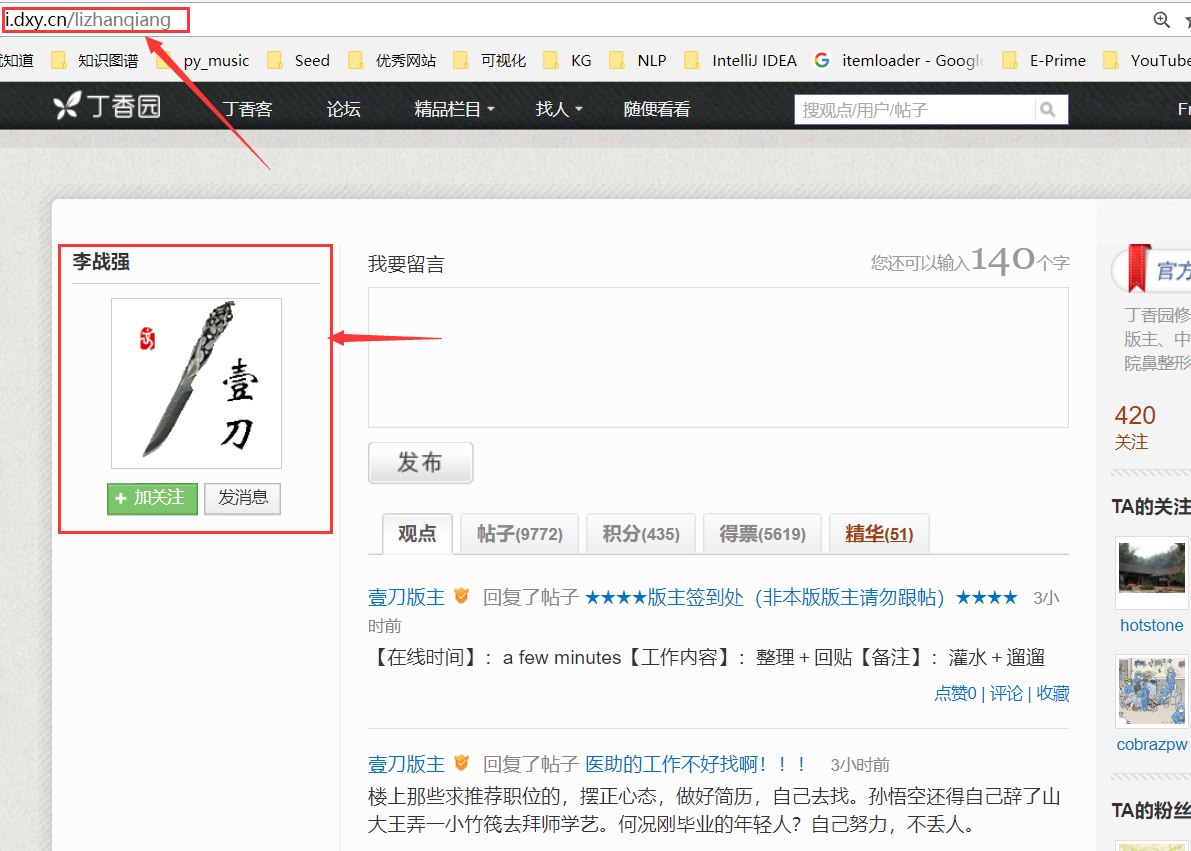 i.dxy.cn/lizhanqiang
知道
知识图谱
py_music
Seed
优秀网站
可视化
KG
NLP
IntelliJ IDEA
itemloader - Googl
E-Prime
YouTube
丁香园
丁香客
论坛
精品栏目
找人
随便看看
搜观点/用户/帖子
李战强
壹
刀
+ 加关注
发消息
我要留言
您还可以输入140个字
发布
观点
帖子(9772)
积分(435)
得票(5619)
精华(51)
壹刀版主 回复了帖子 ★★★★版主签到处（非本版版主请勿跟帖）★★★★ 3小
时前
【在线时间】：a few minutes【工作内容】：整理＋回贴【备注】：灌水＋遛遛
点赞0 | 评论 | 收藏
壹刀版主 回复了帖子 医助的工作不好找啊！！！ 3小时前
楼上那些求推荐职位的，摆正心态，做好简历，自己去找。孙悟空还得自己辞了山
大王弄一小竹筏去拜师学艺。何况刚毕业的年轻人？自己努力，不丢人。
官方
丁香园修
版主、中
院鼻整形
420
关注
TA的关注
hotstone
cobrazpw
TA的粉丝